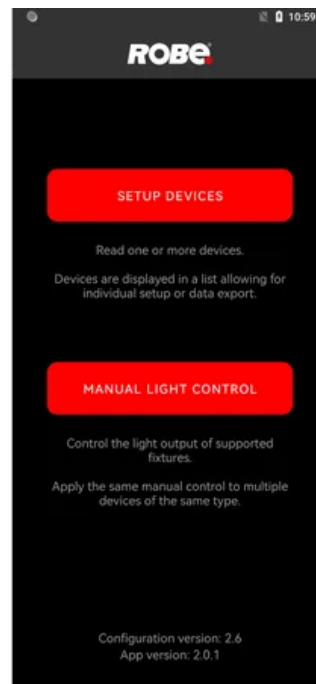 10:59
ROBE
SETUP DEVICES
Read one or more devices.
Devices are displayed in a list allowing for
individual setup or data export.
MANUAL LIGHT CONTROL
Control the light output of supported
fixtures.
Apply the same manual control to multiple
devices of the same type.
Configuration version: 2.6
App version: 2.0.1